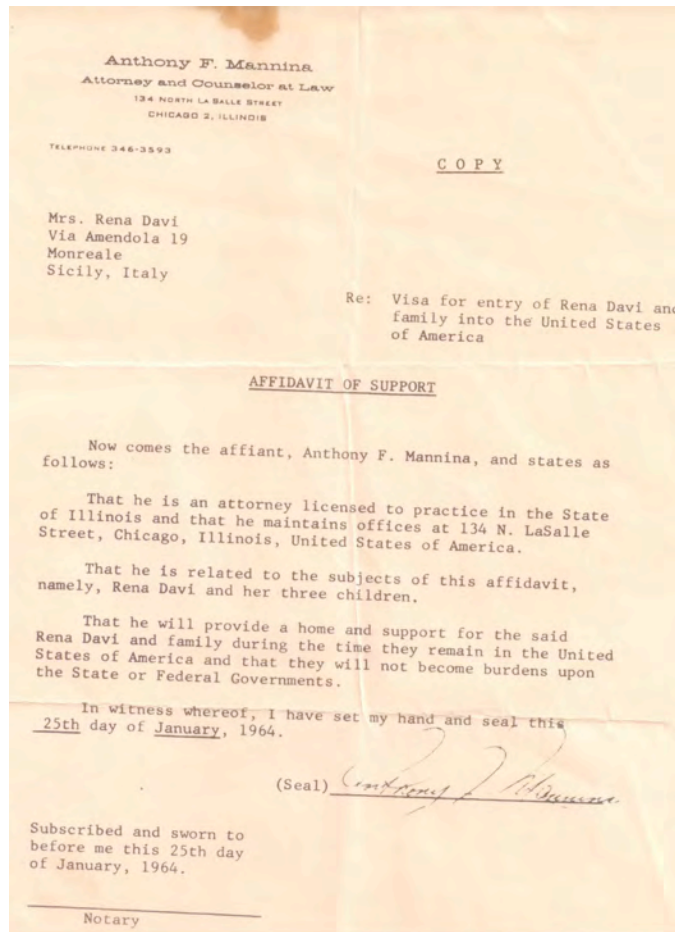 Anthony F. Mannina
Attorney and Counselor at Law
134 North La Salle Street
Chicago 2, Illinois
Telephone 346-3593
COPY
Mrs. Rena Davi
Via Amendola 19
Monreale
Sicily, Italy
Re: Visa for entry of Rena Davi and
family into the United States
of America
AFFIDAVIT OF SUPPORT
Now comes the affiant, Anthony F. Mannina, and states as
follows:
That he is an attorney licensed to practice in the State
of Illinois and that he maintains offices at 134 N. LaSalle
Street, Chicago, Illinois, United States of America.
That he is related to the subjects of this affidavit,
namely, Rena Davi and her three children.
That he will provide a home and support for the said
Rena Davi and family during the time they remain in the United
States of America and that they will not become burdens upon
the State or Federal Governments.
In witness whereof, I have set my hand and seal this
25th day of January, 1964.
(Seal) Anthony F Mannina
Subscribed and sworn to
before me this 25th day
of January, 1964.
Notary